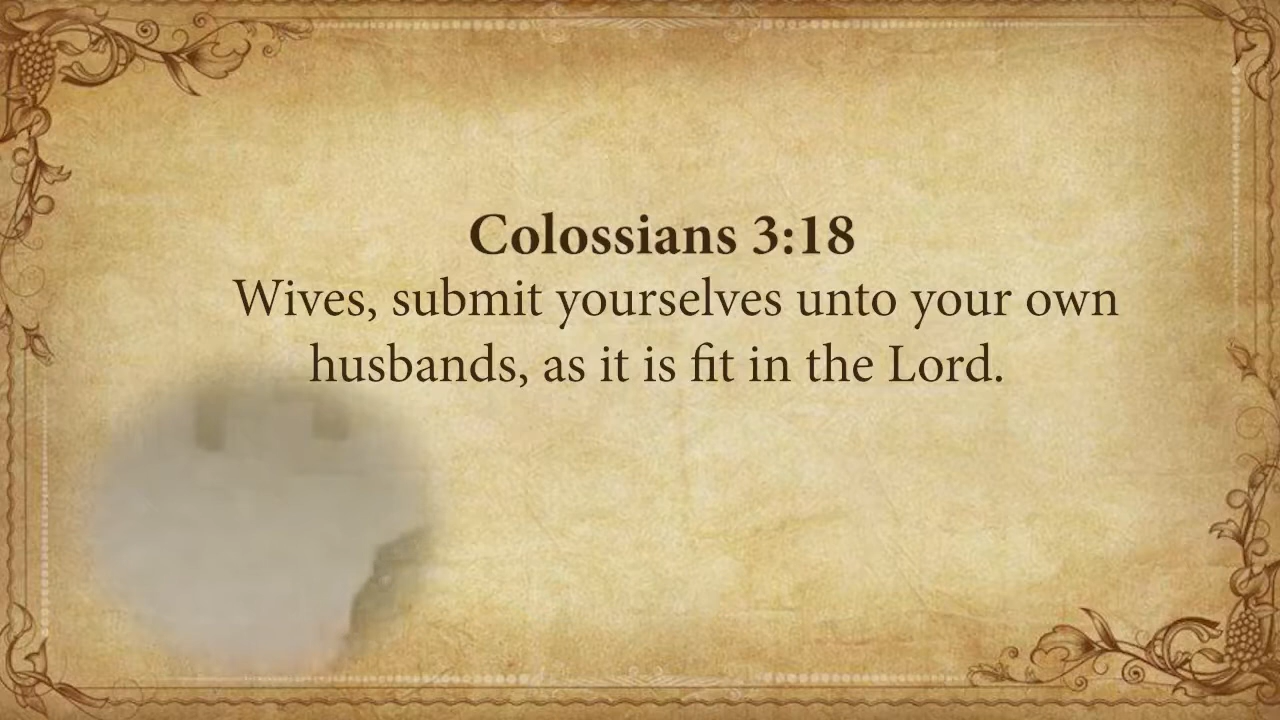 Colossians 3:18
Wives, submit yourselves unto your own
husbands, as it is fit in the Lord.